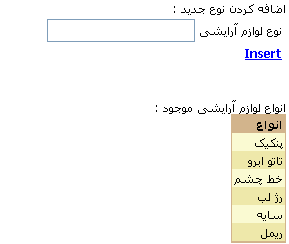 اضافه کردن نوع جدید :
نوع لوازم آرایشی
Insert
انواع لوازم آرایشی موجود :
انواع
پنکیک
تاتو ابرو
خط چشم
رژ لب
سایه
ریمل